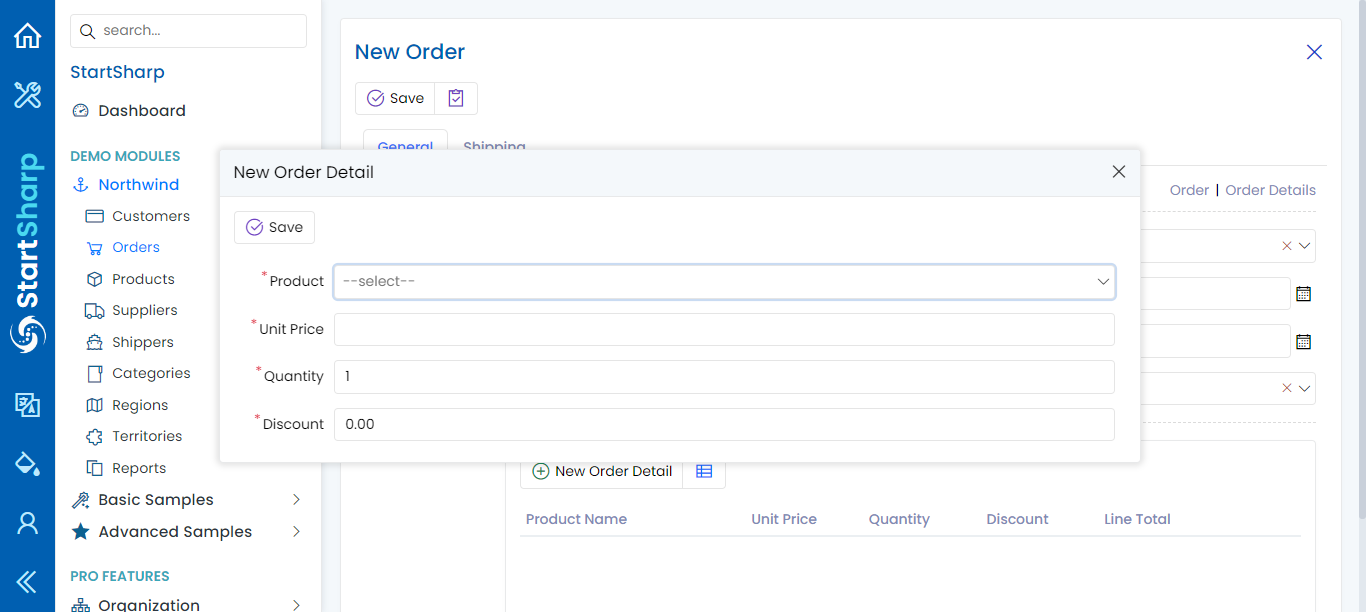 StartSharp
search...
StartSharp
Dashboard
DEMO MODULES
Northwind
Customers
Orders
Products
Suppliers
Shippers
Categories
Regions
Territories
Reports
Basic Samples
Advanced Samples
PRO FEATURES
Organization
New Order
Save
General
Shipping
Order | Order Details
New Order Detail
Save
*Product --select--
*Unit Price
*Quantity 1
*Discount 0.00
New Order Detail
Product Name Unit Price Quantity Discount Line Total